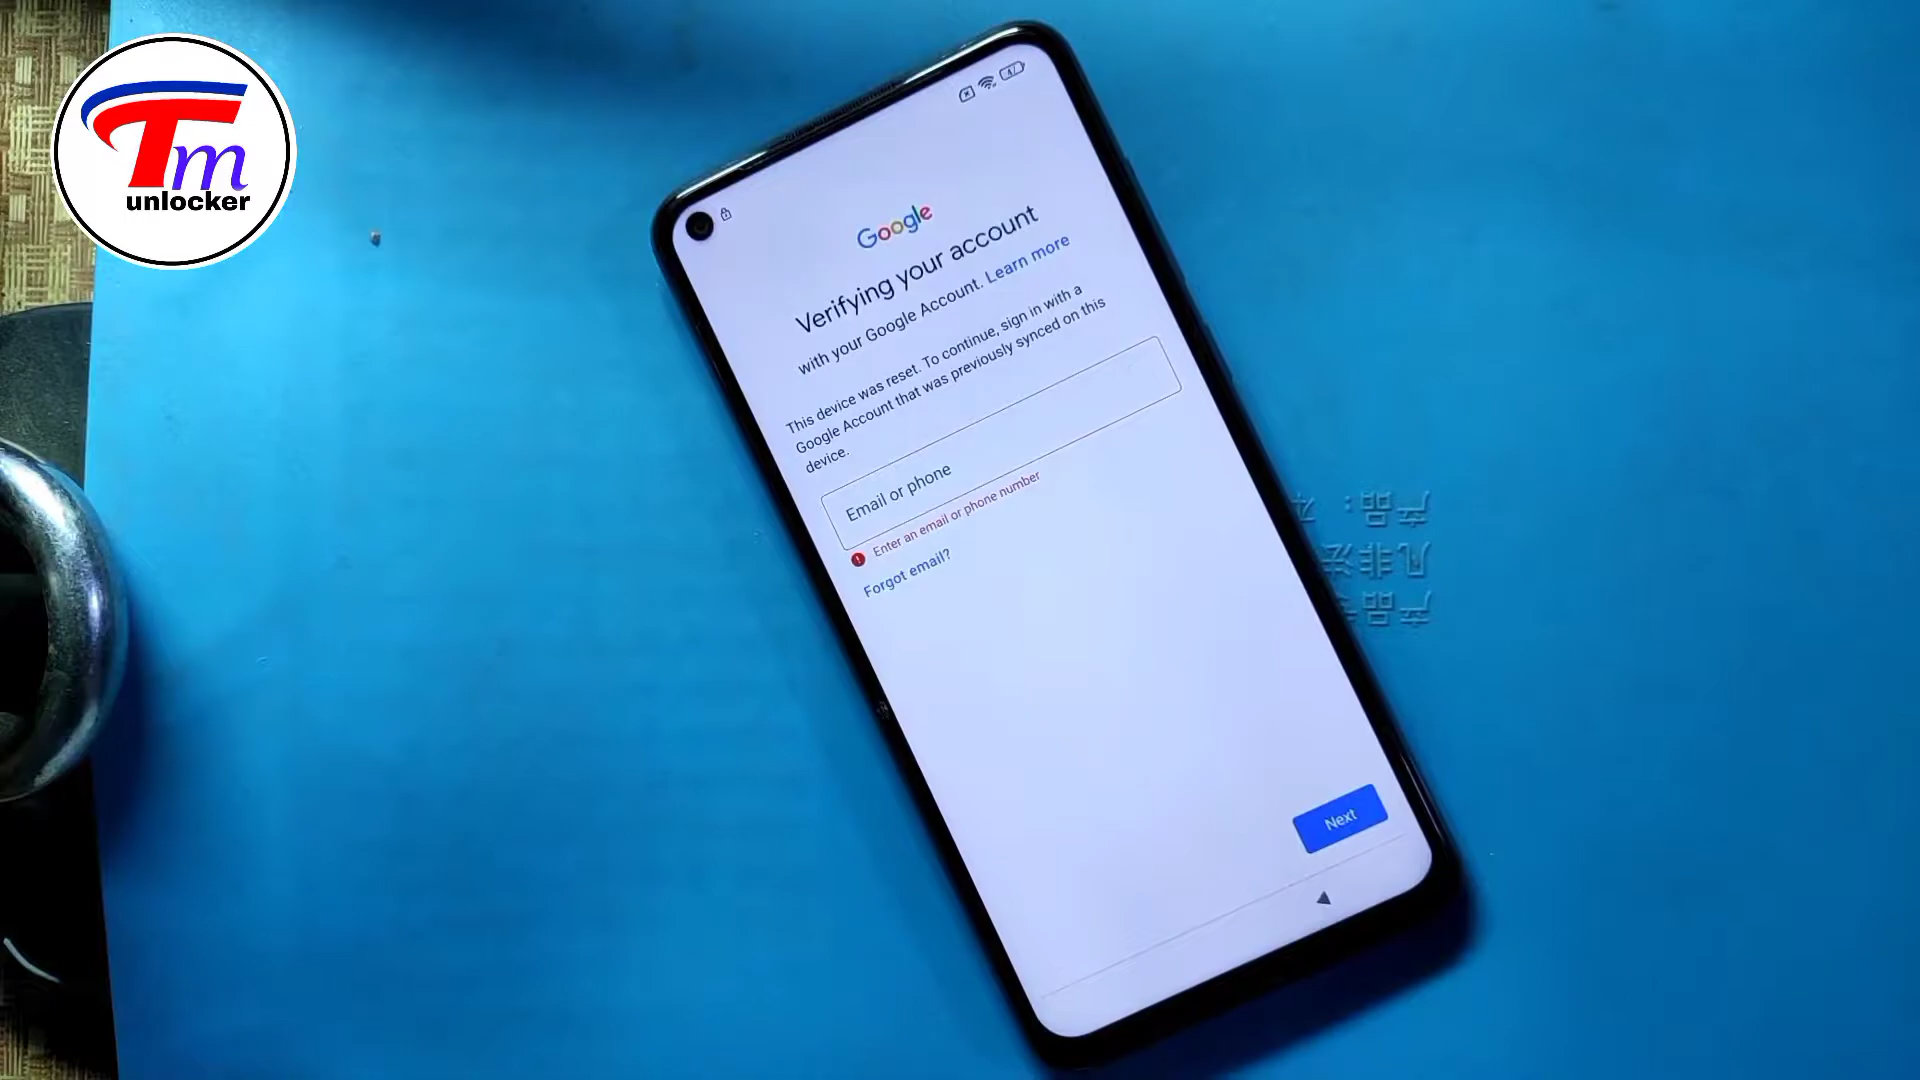 Tm
unlocker
47
Google
Verifying your account
with your Google Account. Learn more
This device was reset. To continue, sign in with a
Google Account that was previously synced on this
device.
Email or phone
Enter an email or phone number
Forgot email?
Next